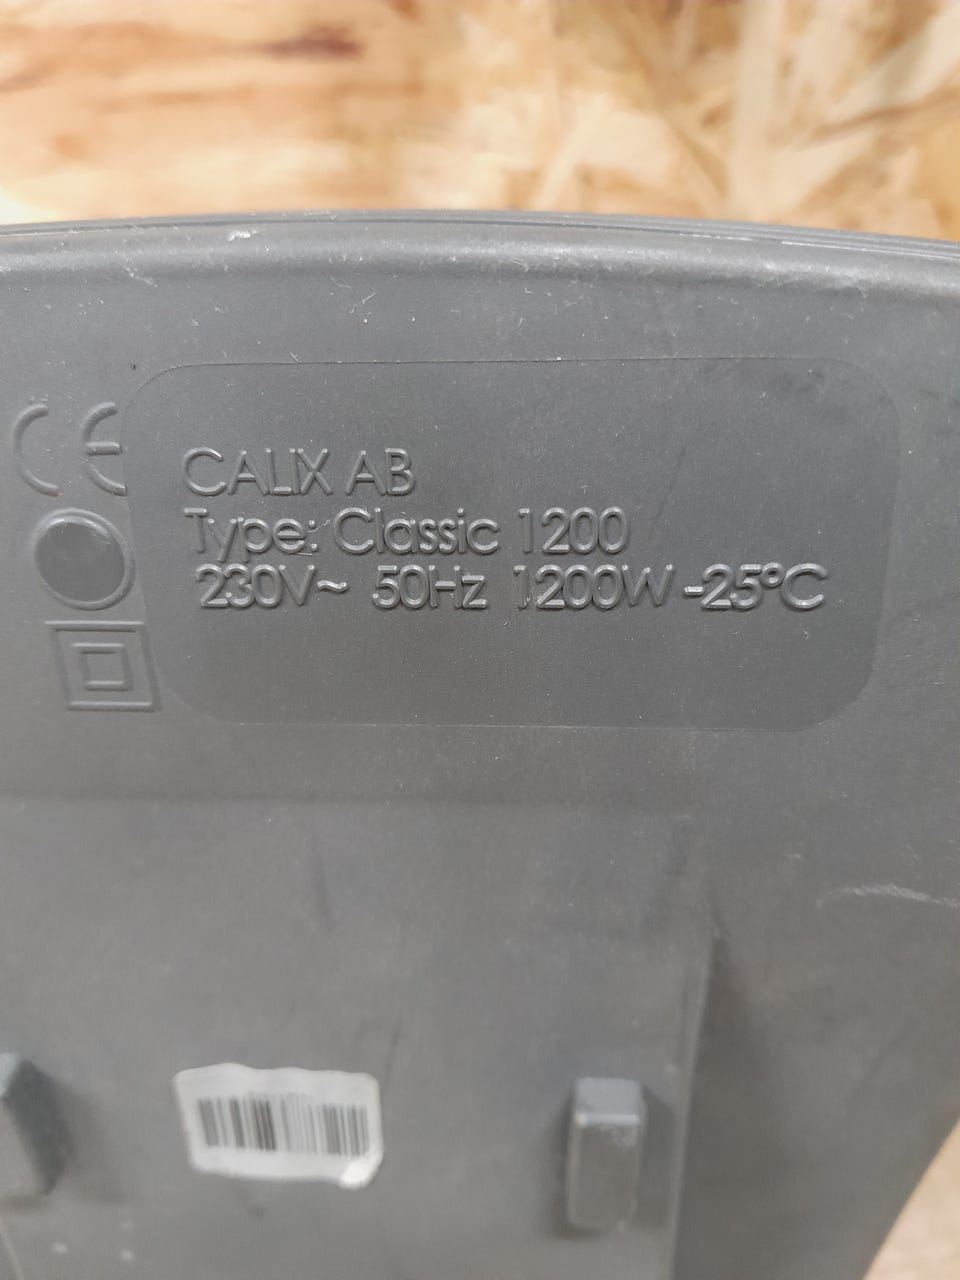 CE
CALIX AB
Type: Classic 1200
230V~ 50Hz 1200W -25°C